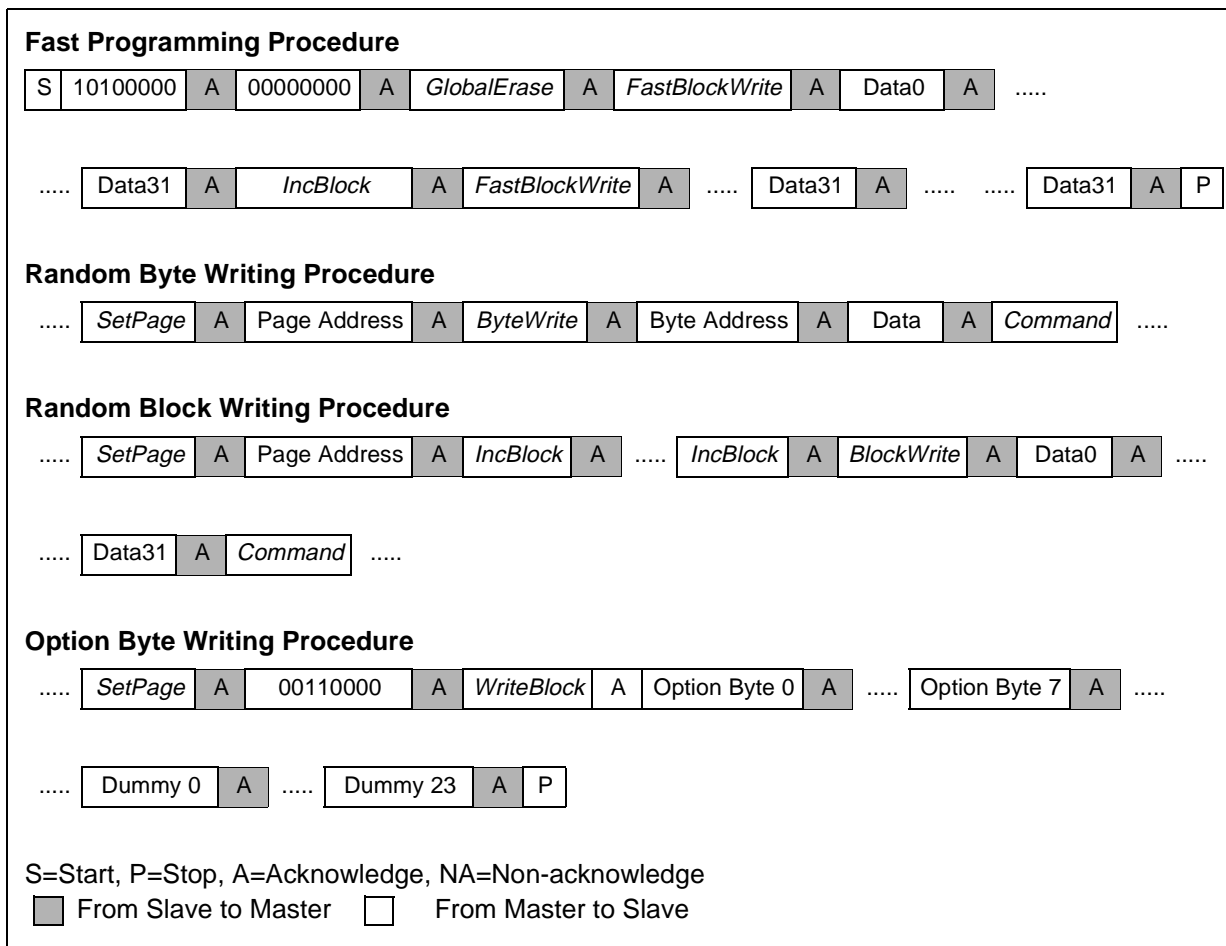 Fast Programming Procedure
S 10100000 A 00000000 A GlobalErase A FastBlockWrite A Data0 A .....
..... Data31 A IncBlock A FastBlockWrite A ..... Data31 A ..... ..... Data31 A P
Random Byte Writing Procedure
..... SetPage A Page Address A ByteWrite A Byte Address A Data A Command .....
Random Block Writing Procedure
..... SetPage A Page Address A IncBlock A ..... IncBlock A BlockWrite A Data0 A .....
..... Data31 A Command .....
Option Byte Writing Procedure
..... SetPage A 00110000 A WriteBlock A Option Byte 0 A ..... Option Byte 7 A .....
..... Dummy 0 A ..... Dummy 23 A P
S=Start, P=Stop, A=Acknowledge, NA=Non-acknowledge
From Slave to Master From Master to Slave